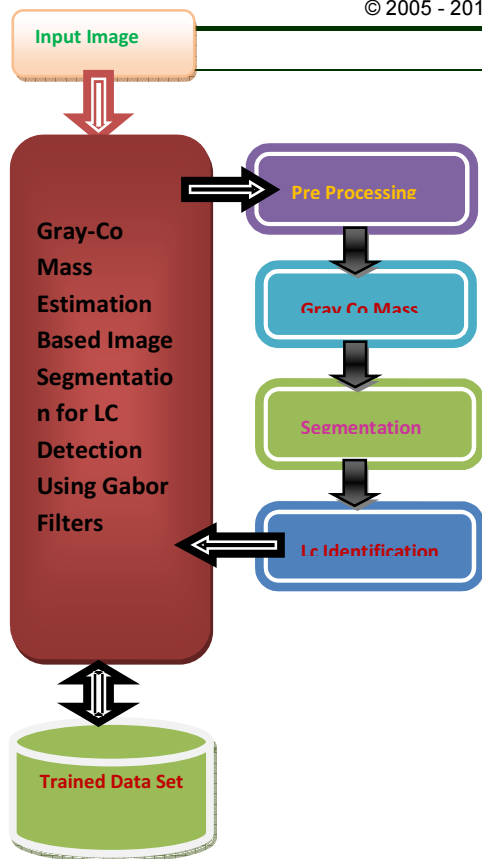 © 2005 - 201
Input Image
Pre Processing
Gray-Co
Mass
Estimation
Based Image
Segmentatio
n for LC
Detection
Using Gabor
Filters
Gray Co Mass
Segmentation
Lc Identification
Trained Data Set